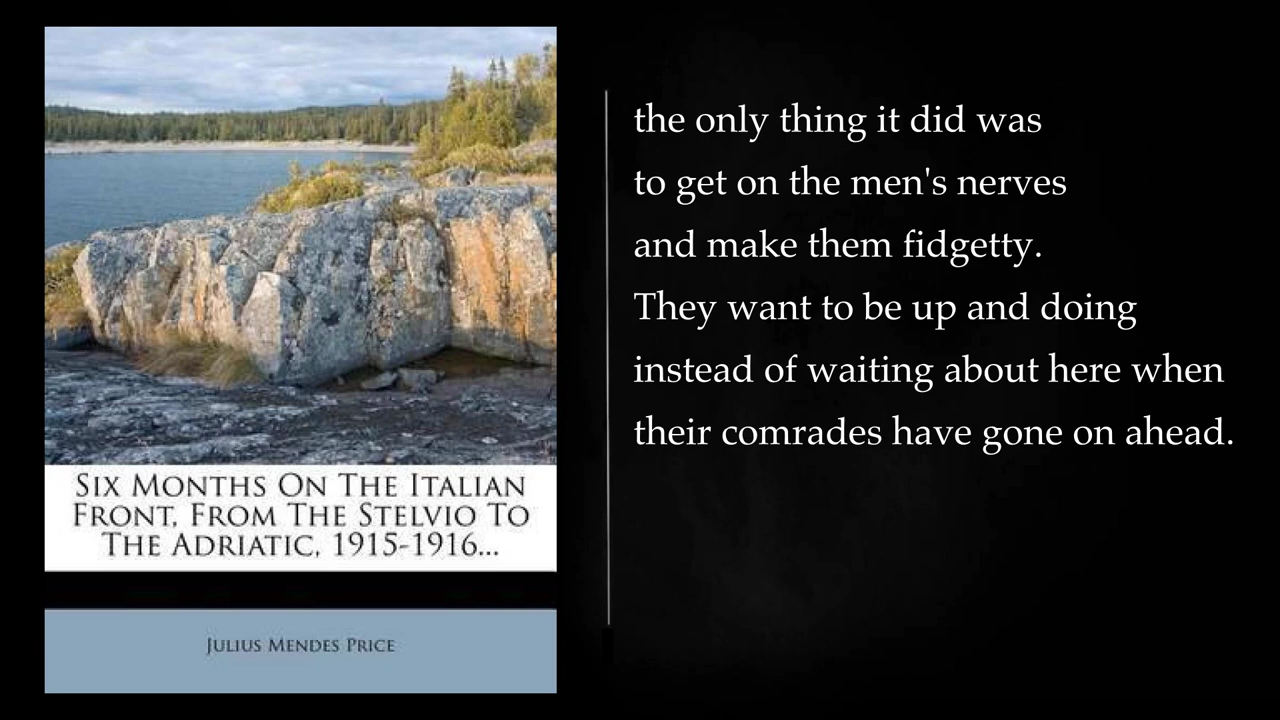 SIX MONTHS ON THE ITALIAN
FRONT, FROM THE STELVIO TO
THE ADRIATIC, 1915-1916...
JULIUS MENDES PRICE
the only thing it did was
to get on the men's nerves
and make them fidgetty.
They want to be up and doing
instead of waiting about here when
their comrades have gone on ahead.